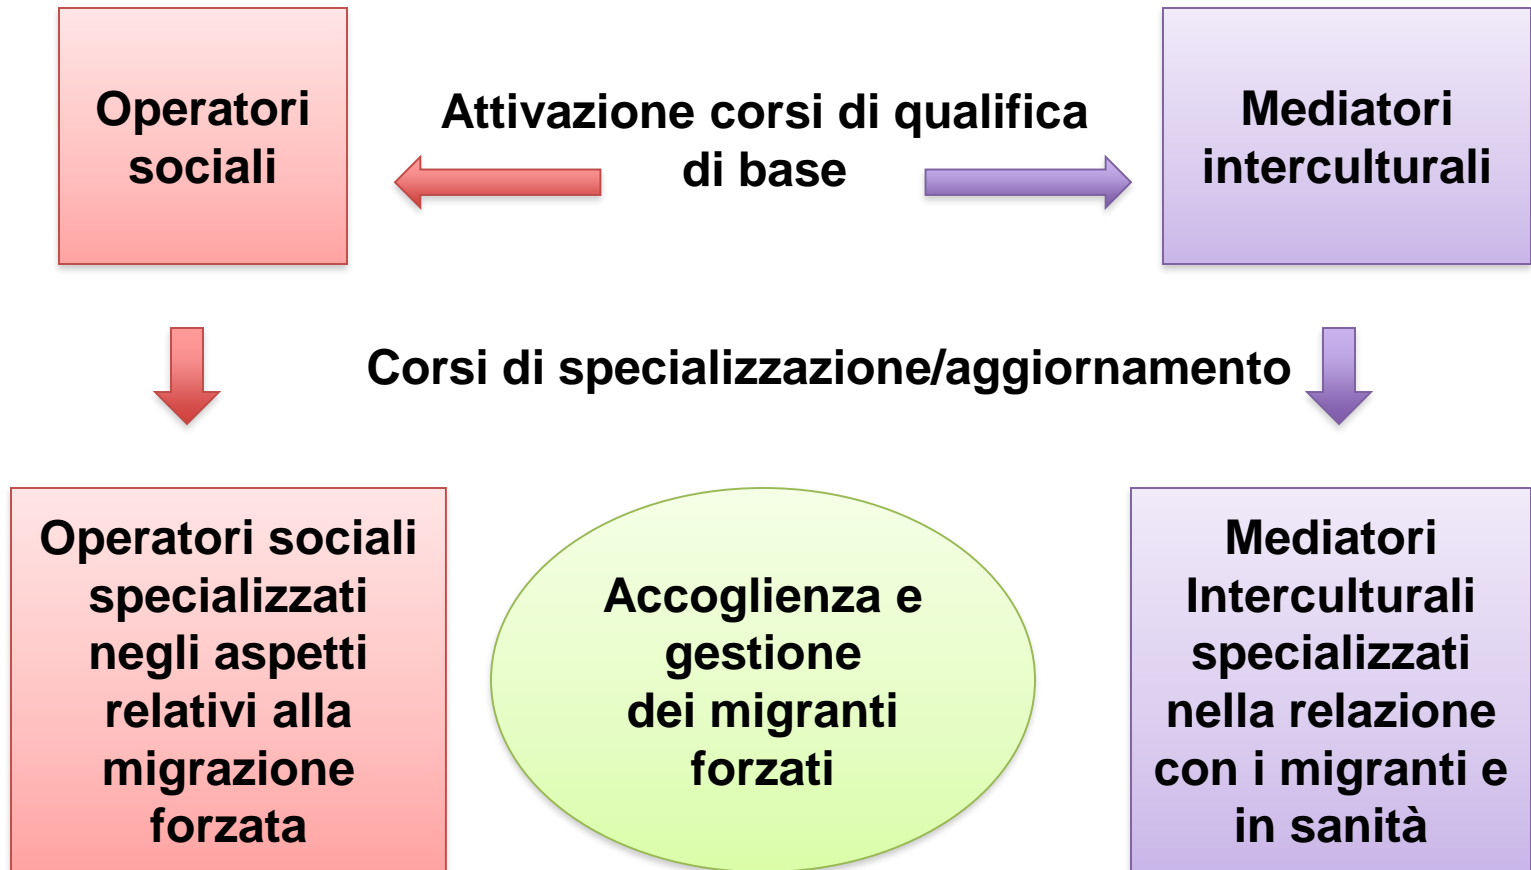 Operatori
sociali
Attivazione corsi di qualifica
di base
Mediatori
interculturali
Corsi di specializzazione/aggiornamento
Operatori sociali
specializzati
negli aspetti
relativi alla
migrazione
forzata
Accoglienza e
gestione
dei migranti
forzati
Mediatori
Interculturali
specializzati
nella relazione
con i migranti e
in sanità